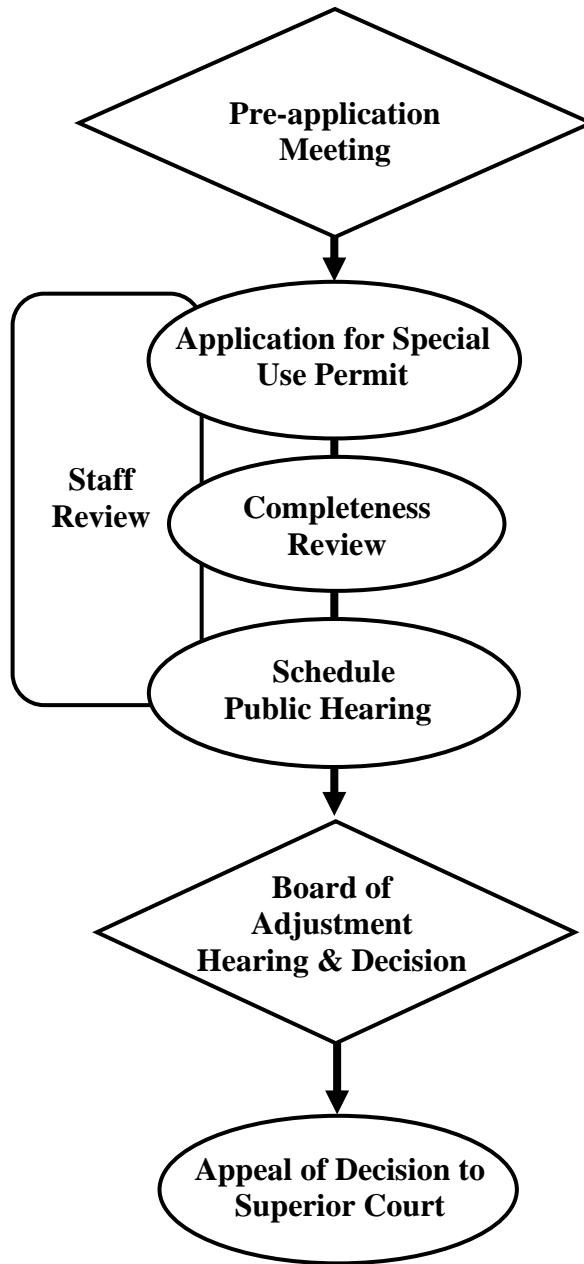 Pre-application
Meeting
Application for Special
Use Permit
Staff
Review
Completeness
Review
Schedule
Public Hearing
Board of
Adjustment
Hearing & Decision
Appeal of Decision to
Superior Court